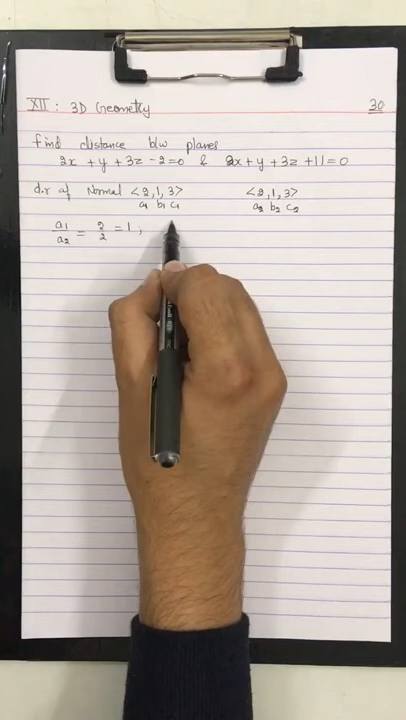 XII : 3D Geometry 30
find distance b/w planes
2x + y + 3z - 2 = 0 & 2x + y + 3z + 11 = 0
d.r of Normal <2, 1, 3> <2, 1, 3>
a₁ b₁ c₁ a₂ b₂ c₂
a₁/a₂ = 2/2 = 1 ;